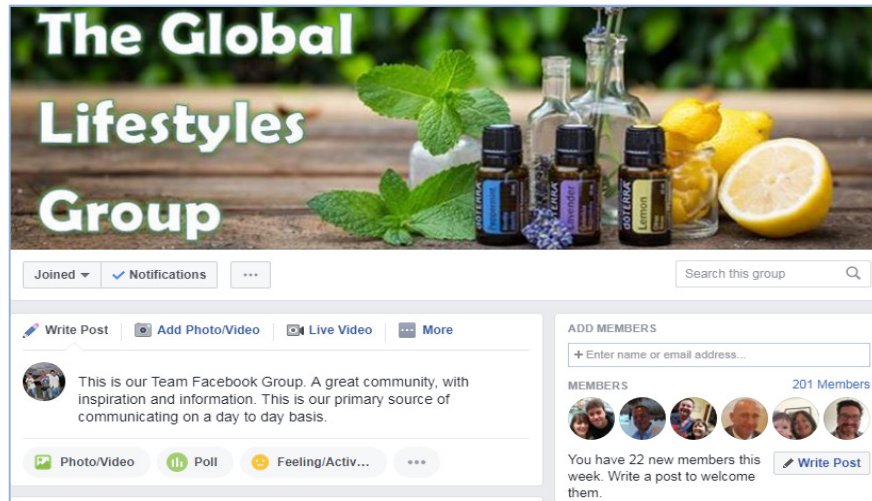 The Global
Lifestyles
Group
dōTERRA
Peppermint
dōTERRA
Lavender
dōTERRA
Lemon
Joined
Notifications
Search this group
Write Post
Add Photo/Video
Live Video
More
This is our Team Facebook Group. A great community, with
inspiration and information. This is our primary source of
communicating on a day to day basis.
Photo/Video
Poll
Feeling/Activ...
ADD MEMBERS
+ Enter name or email address...
MEMBERS
201 Members
You have 22 new members this
week. Write a post to welcome
them.
Write Post